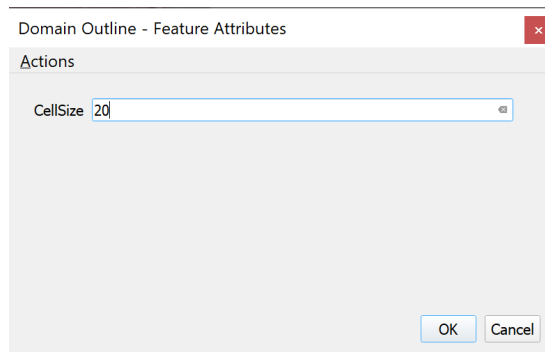 Domain Outline - Feature Attributes
Actions
CellSize 20
OK Cancel